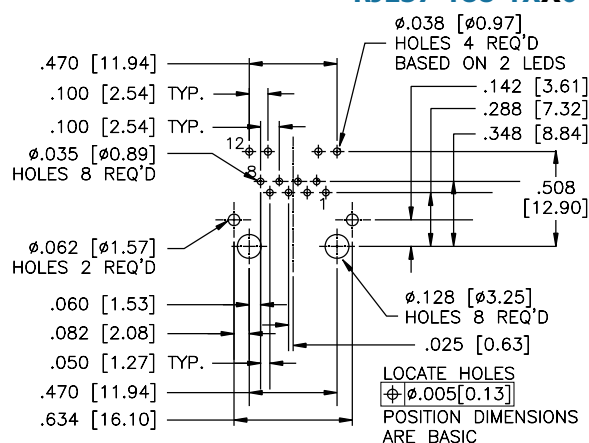 ø.038 [ø0.97]
HOLES 4 REQ'D
BASED ON 2 LEDS
.470 [11.94]
.142 [3.61]
.100 [2.54] TYP.
.288 [7.32]
.100 [2.54] TYP.
.348 [8.84]
12
ø.035 [ø0.89]
HOLES 8 REQ'D
8
1
.508
[12.90]
ø.062 [ø1.57]
HOLES 2 REQ'D
ø.128 [ø3.25]
HOLES 8 REQ'D
.060 [1.53]
.082 [2.08]
.025 [0.63]
.050 [1.27] TYP.
LOCATE HOLES
.470 [11.94]
⌖ ø.005[0.13]
.634 [16.10]
POSITION DIMENSIONS
ARE BASIC